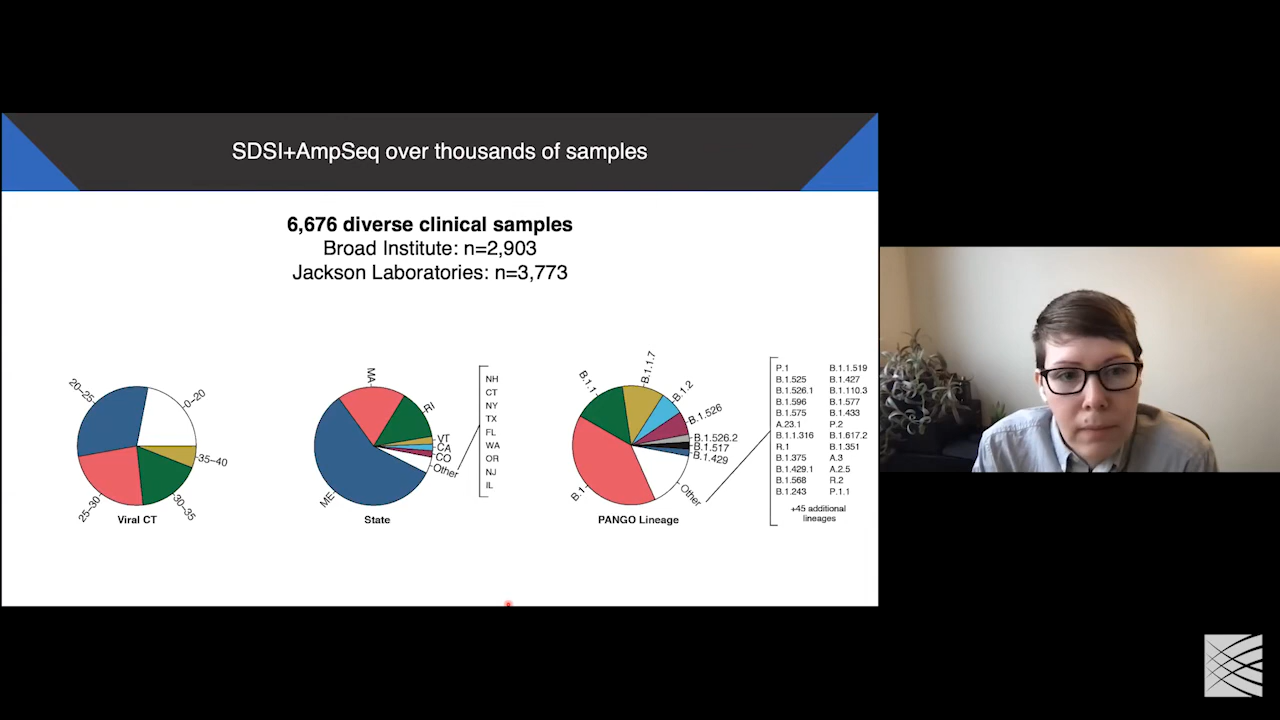 SDSI+AmpSeq over thousands of samples
6,676 diverse clinical samples
Broad Institute: n=2,903
Jackson Laboratories: n=3,773
0-20
20-25
25-30
30-35
35-40
Viral CT
MA
RI
VT
CA
CO
Other
ME
NH
CT
NY
TX
FL
WA
OR
NJ
IL
State
B.1.1
B.1.1.7
B.1.2
B.1.526
B.1.526.2
B.1.517
B.1.429
Other
B.1
PANGO Lineage
P.1 B.1.1.519
B.1.525 B.1.427
B.1.526.1 B.1.110.3
B.1.596 B.1.577
B.1.575 B.1.433
A.23.1 P.2
B.1.1.316 B.1.617.2
R.1 B.1.351
B.1.375 A.3
B.1.429.1 A.2.5
B.1.568 R.2
B.1.243 P.1.1
+45 additional
lineages